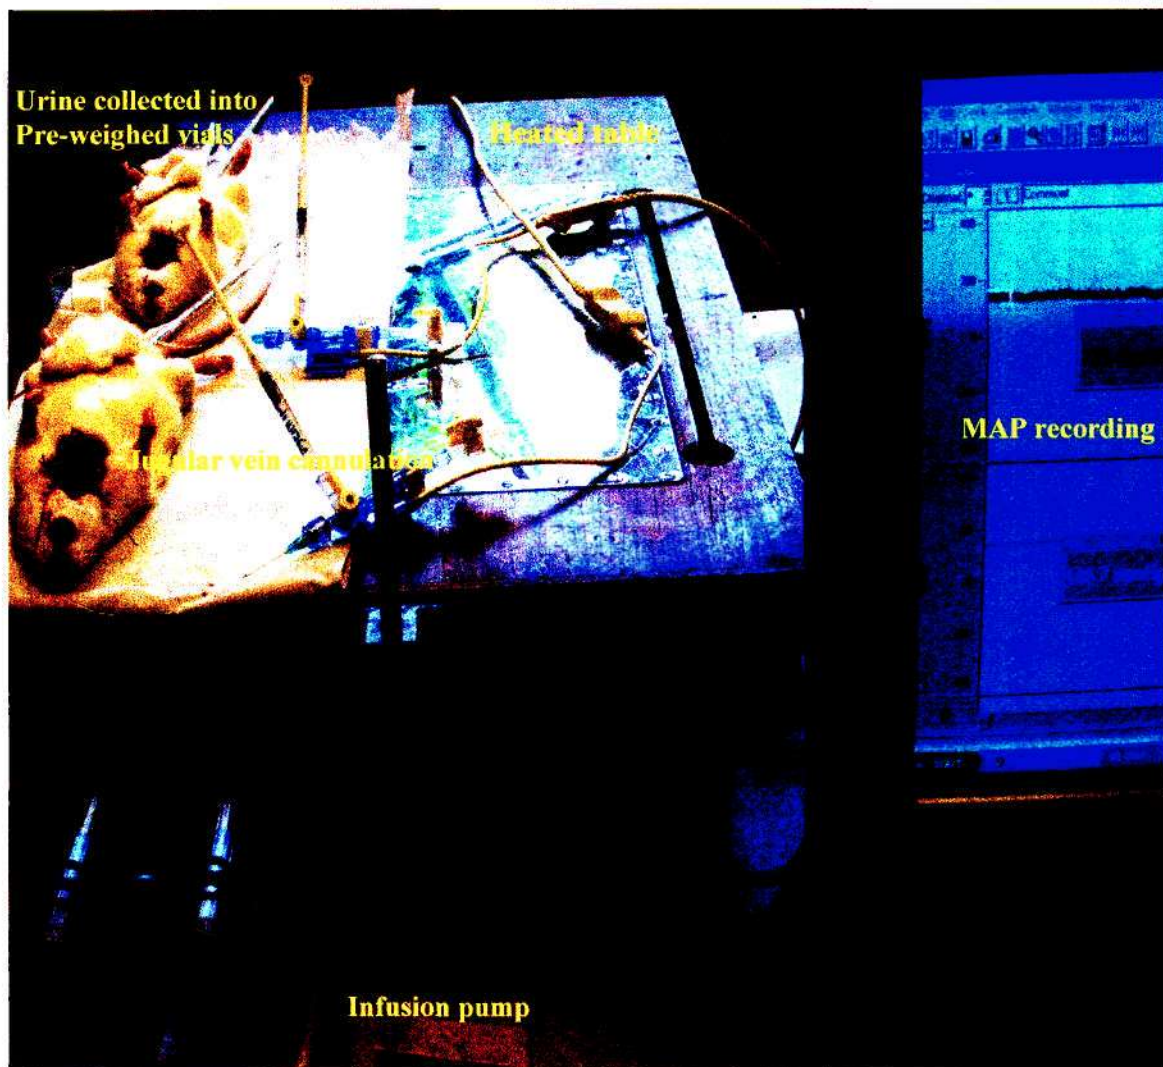 Urine collected into
Pre-weighed vials
Heated table
MAP recording
Jugular vein cannulation
Infusion pump